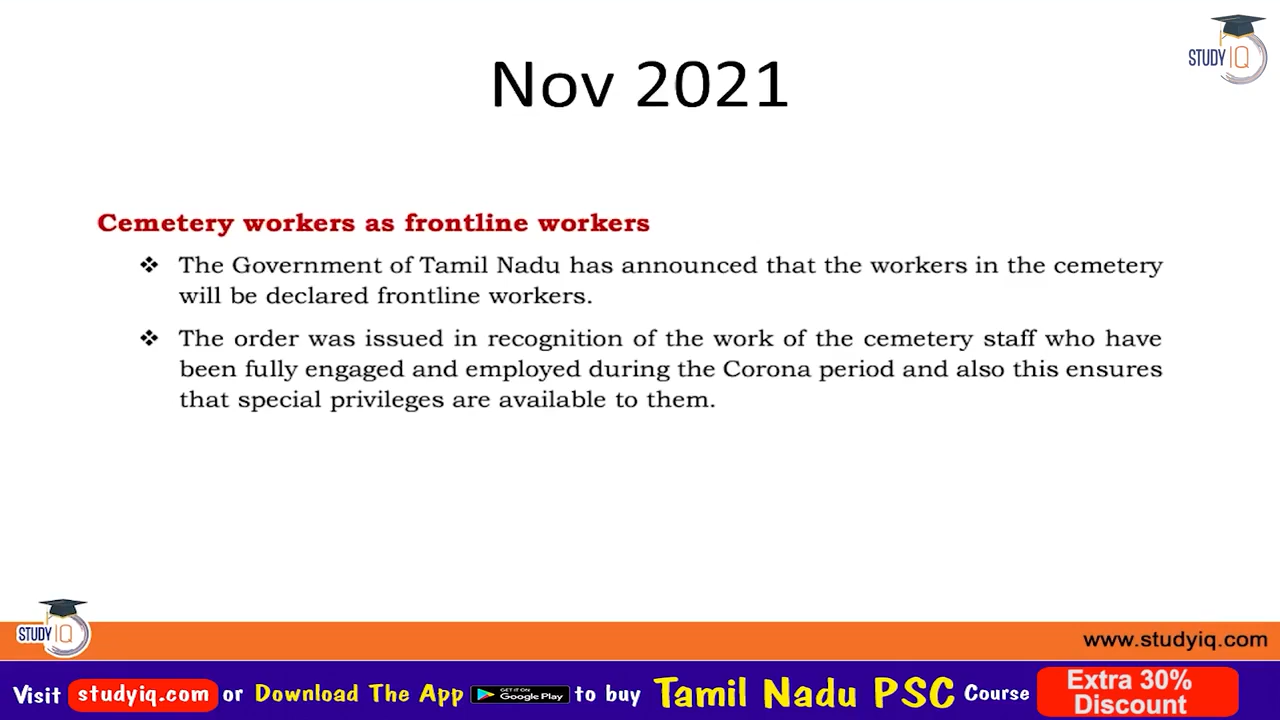 STUDY IQ
Nov 2021
Cemetery workers as frontline workers
❖ The Government of Tamil Nadu has announced that the workers in the cemetery
will be declared frontline workers.
❖ The order was issued in recognition of the work of the cemetery staff who have
been fully engaged and employed during the Corona period and also this ensures
that special privileges are available to them.
STUDY IQ
www.studyiq.com
Visit studyiq.com or Download The App GET IT ON Google Play to buy Tamil Nadu PSC Course
Extra 30%
Discount